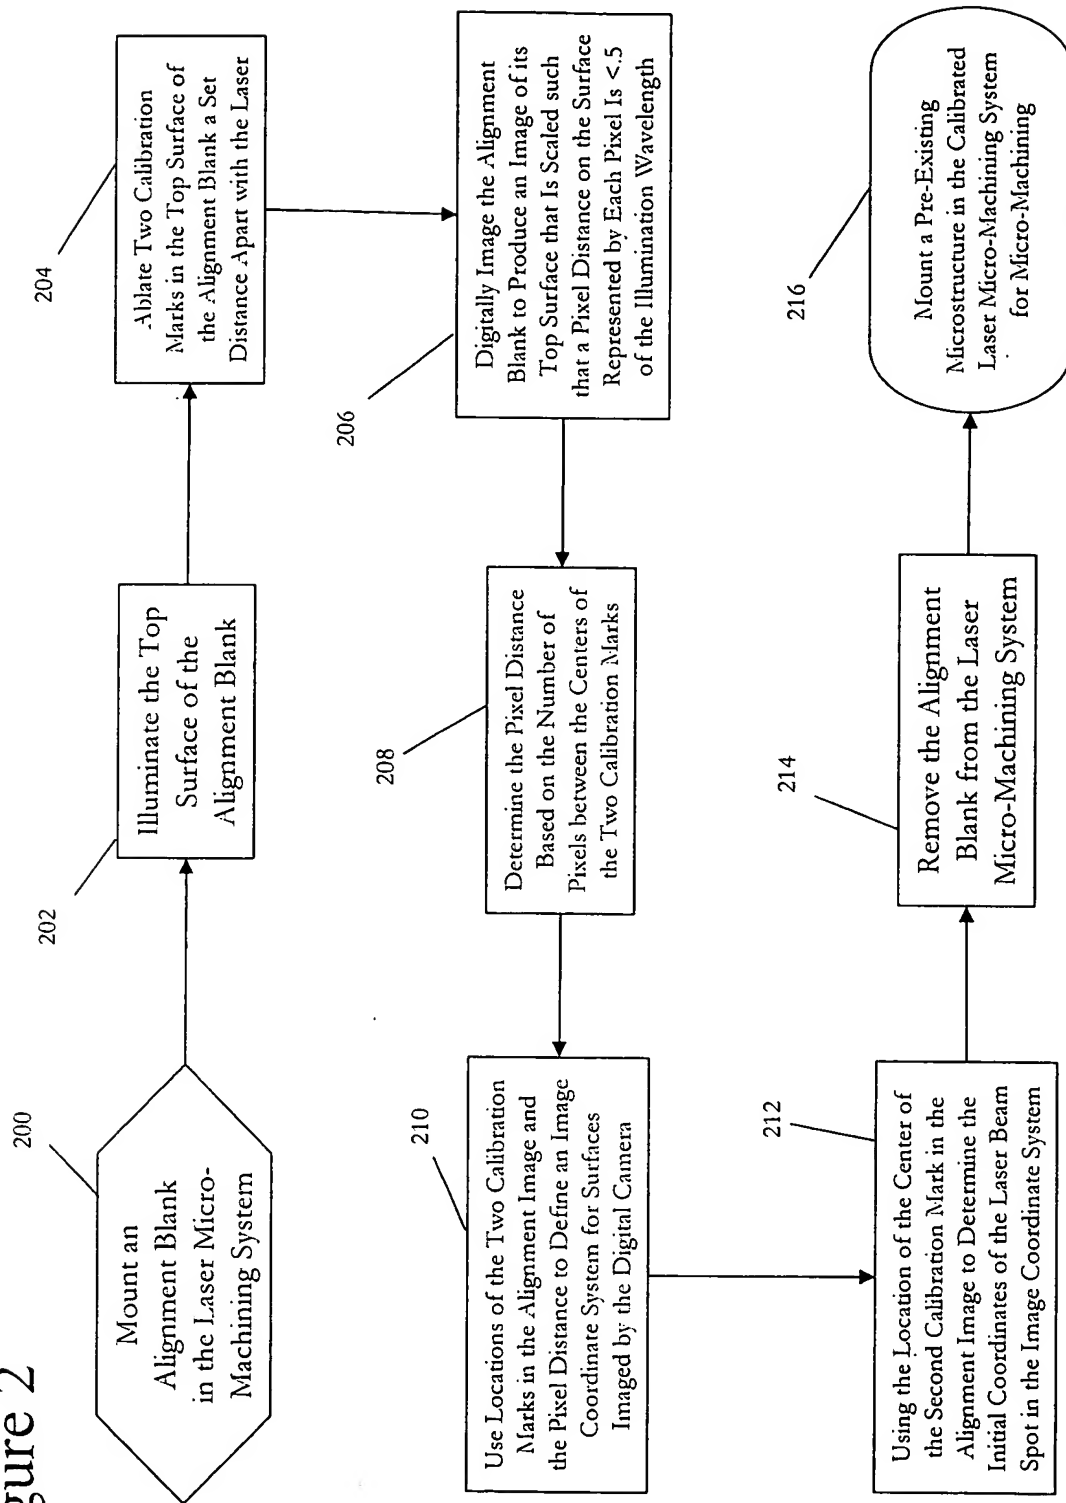 gure 2
200
Mount an
Alignment Blank
in the Laser Micro-
Machining System
202
Illuminate the Top
Surface of the
Alignment Blank
204
Ablate Two Calibration
Marks in the Top Surface of
the Alignment Blank a Set
Distance Apart with the Laser
206
Digitally Image the Alignment
Blank to Produce an Image of its
Top Surface that Is Scaled such
that a Pixel Distance on the Surface
Represented by Each Pixel Is <.5
of the Illumination Wavelength
208
Determine the Pixel Distance
Based on the Number of
Pixels between the Centers of
the Two Calibration Marks
210
Use Locations of the Two Calibration
Marks in the Alignment Image and
the Pixel Distance to Define an Image
Coordinate System for Surfaces
Imaged by the Digital Camera
212
Using the Location of the Center of
the Second Calibration Mark in the
Alignment Image to Determine the
Initial Coordinates of the Laser Beam
Spot in the Image Coordinate System
214
Remove the Alignment
Blank from the Laser
Micro-Machining System
216
Mount a Pre-Existing
Microstructure in the Calibrated
Laser Micro-Machining System
for Micro-Machining